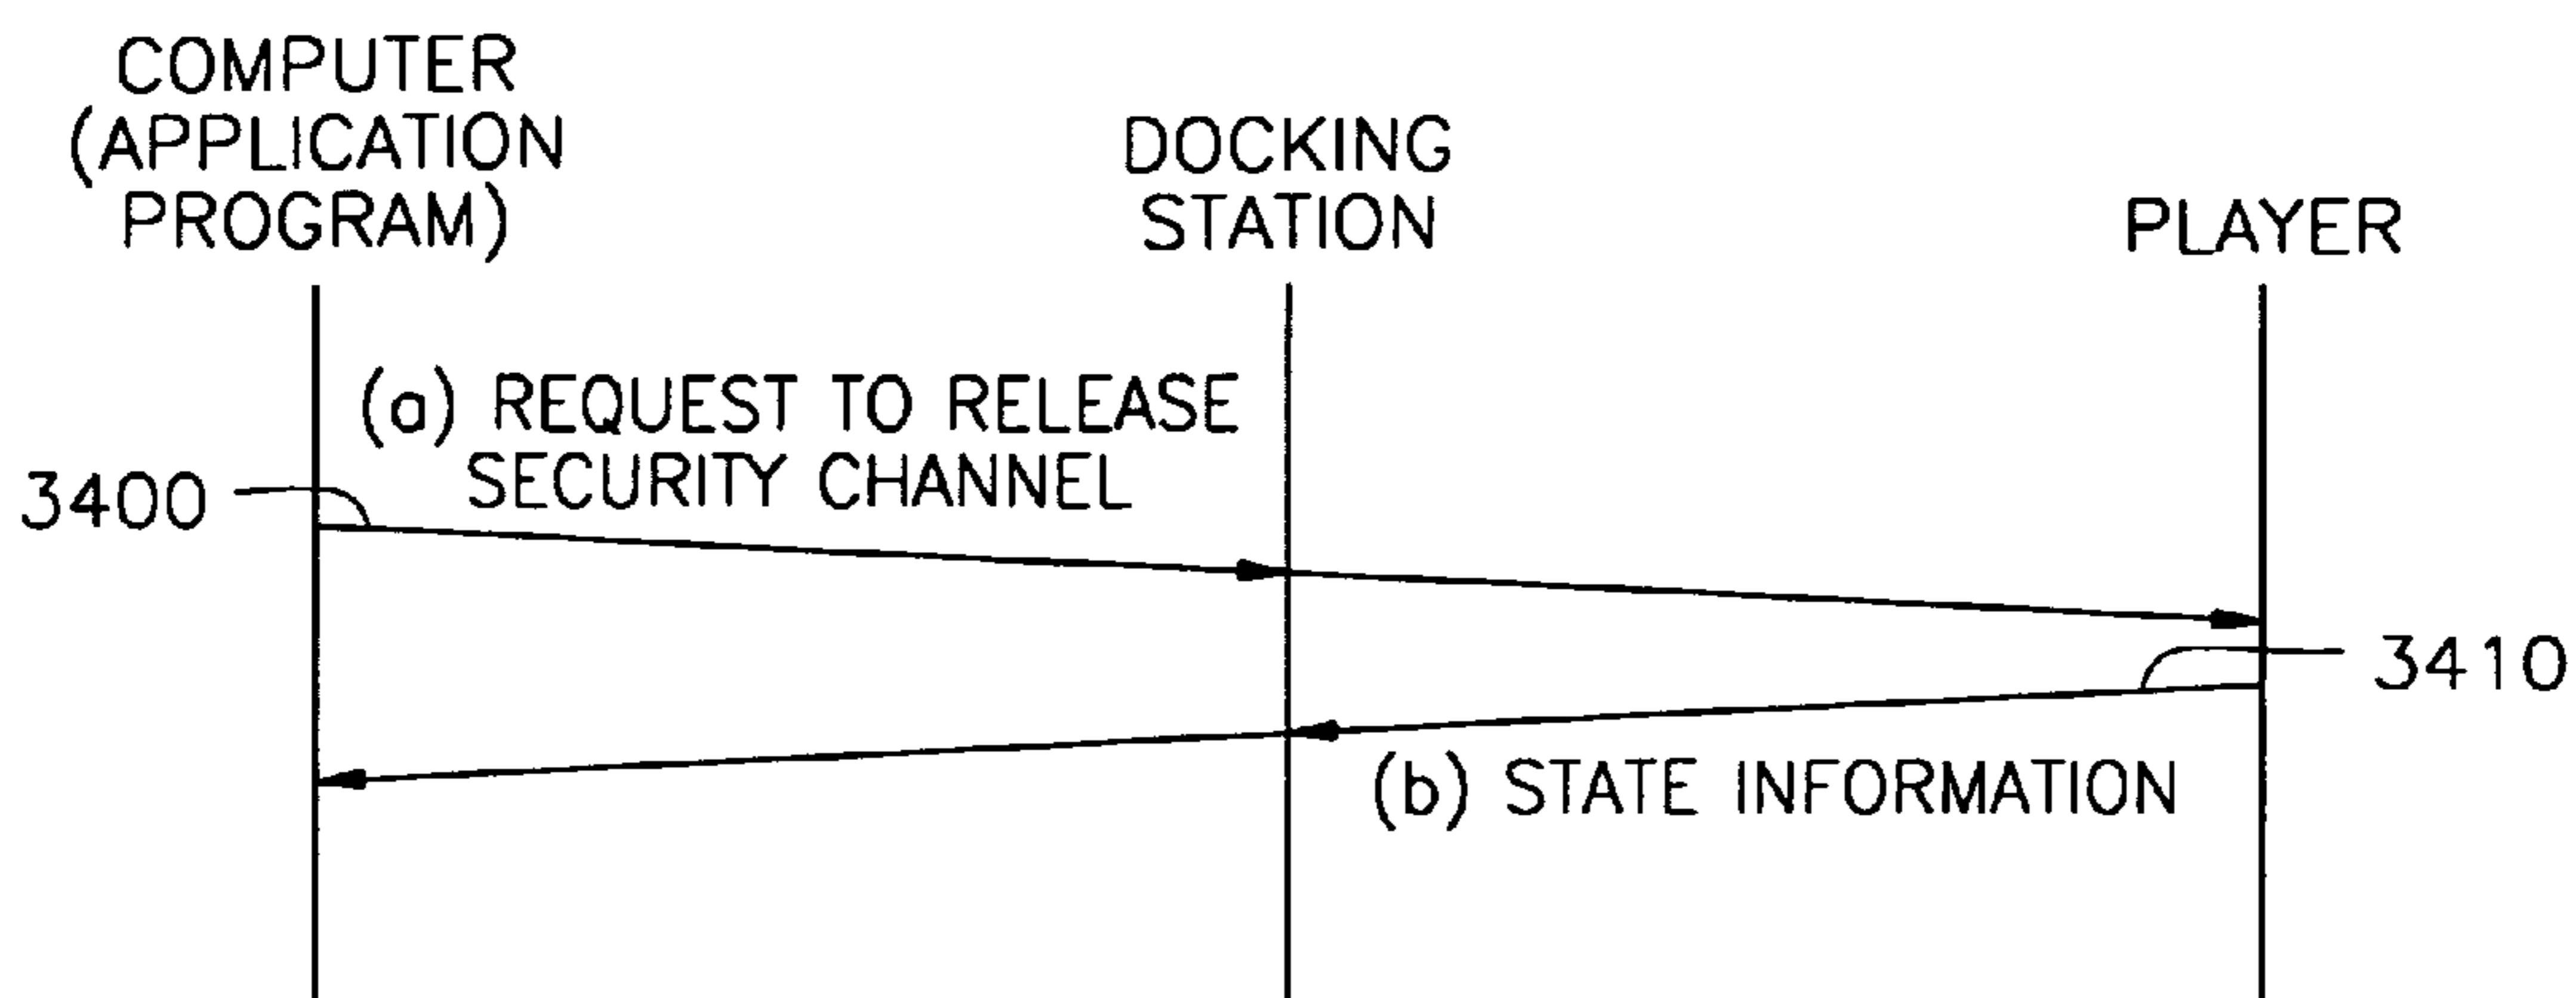 COMPUTER
(APPLICATION
PROGRAM)
DOCKING
STATION
PLAYER
(a) REQUEST TO RELEASE
SECURITY CHANNEL
3400
3410
(b) STATE INFORMATION